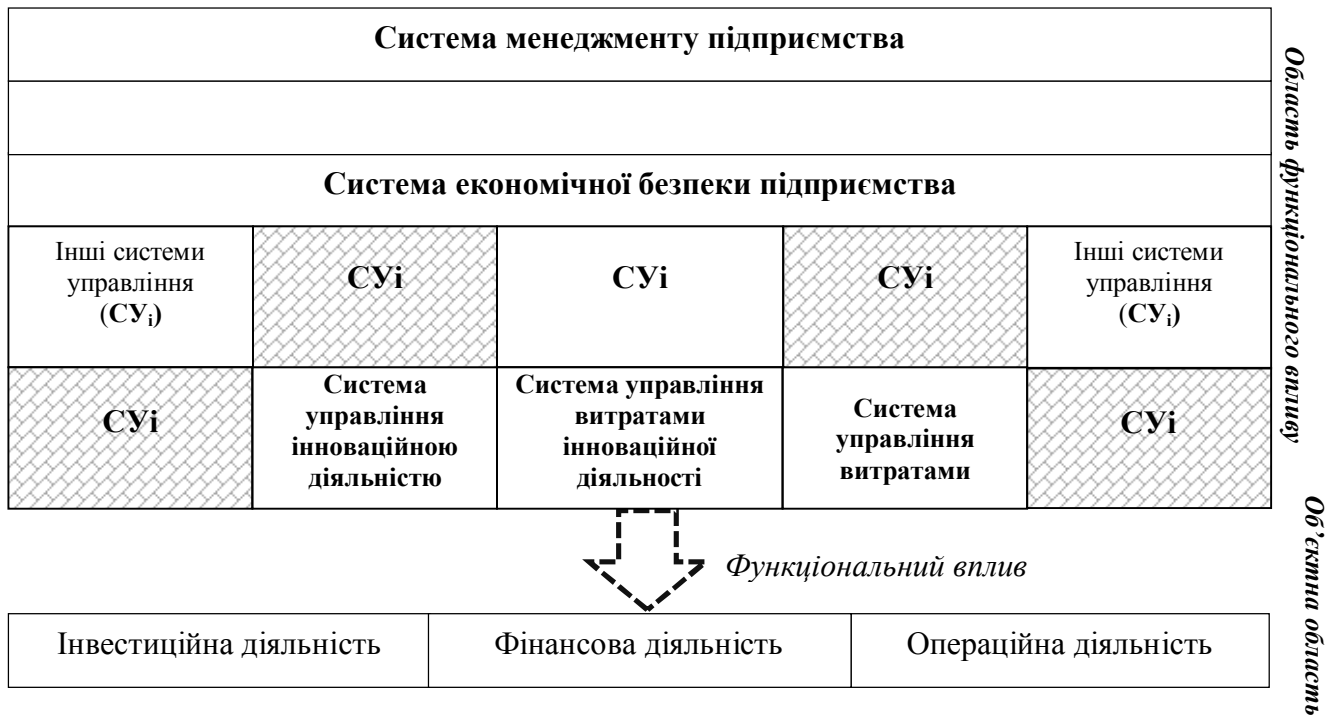 Система менеджменту підприємства
Система економічної безпеки підприємства
Інші системи
управління
(СУі)
СУі
СУі
СУі
Інші системи
управління
(СУі)
СУі
Система
управління
інноваційною
діяльністю
Система управління
витратами
інноваційної
діяльності
Система
управління
витратами
СУі
Область функціонального впливу
Функціональний вплив
Інвестиційна діяльність
Фінансова діяльність
Операційна діяльність
Об’єктна область